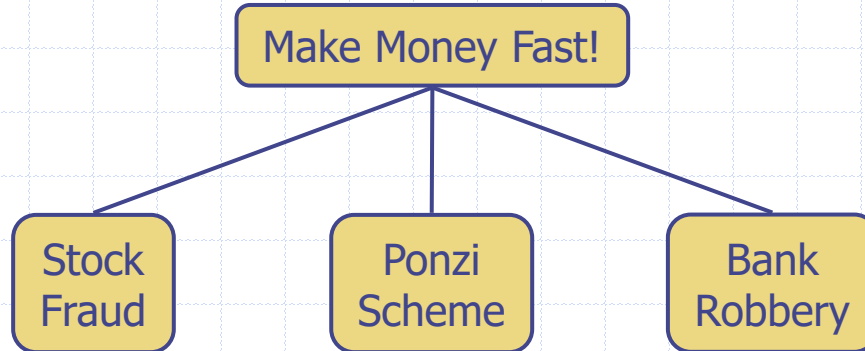 Make Money Fast!
Stock
Fraud
Ponzi
Scheme
Bank
Robbery